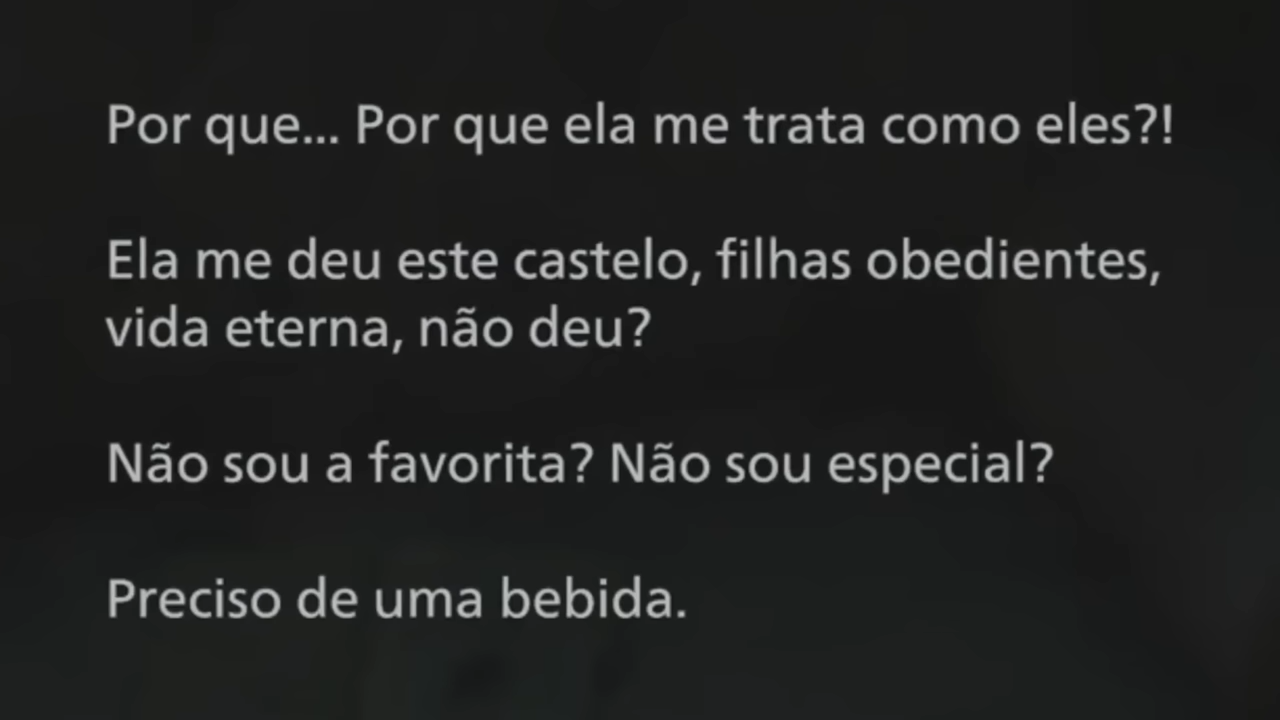 Por que... Por que ela me trata como eles?!
Ela me deu este castelo, filhas obedientes,
vida eterna, não deu?
Não sou a favorita? Não sou especial?
Preciso de uma bebida.